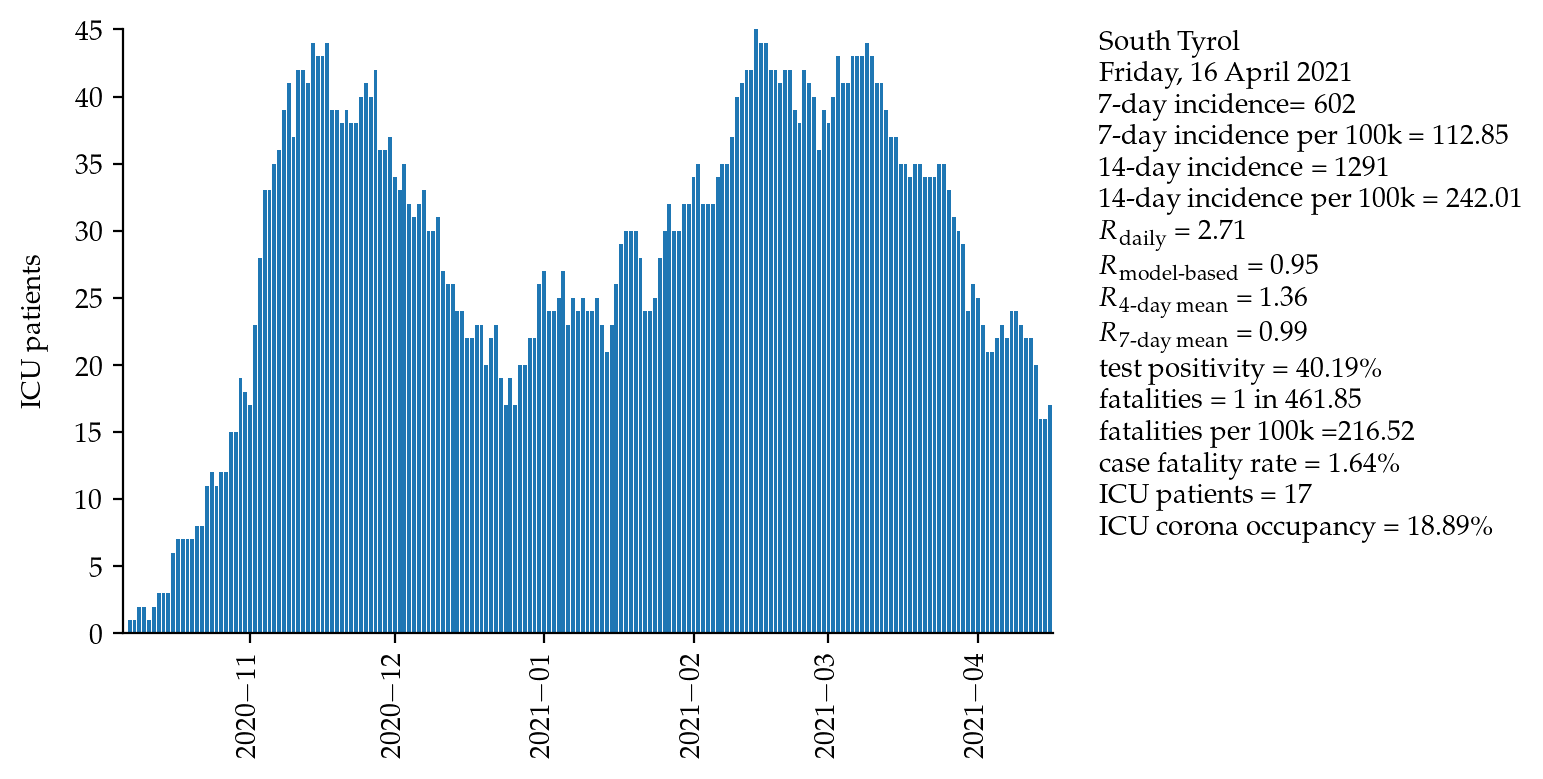 45
40
35
30
25
20
15
10
5
0
ICU patients
2020−11
2020−12
2021−01
2021−02
2021−03
2021−04
South Tyrol
Friday, 16 April 2021
7-day incidence= 602
7-day incidence per 100k = 112.85
14-day incidence = 1291
14-day incidence per 100k = 242.01
R daily = 2.71
R model-based = 0.95
R 4-day mean = 1.36
R 7-day mean = 0.99
test positivity = 40.19%
fatalities = 1 in 461.85
fatalities per 100k =216.52
case fatality rate = 1.64%
ICU patients = 17
ICU corona occupancy = 18.89%